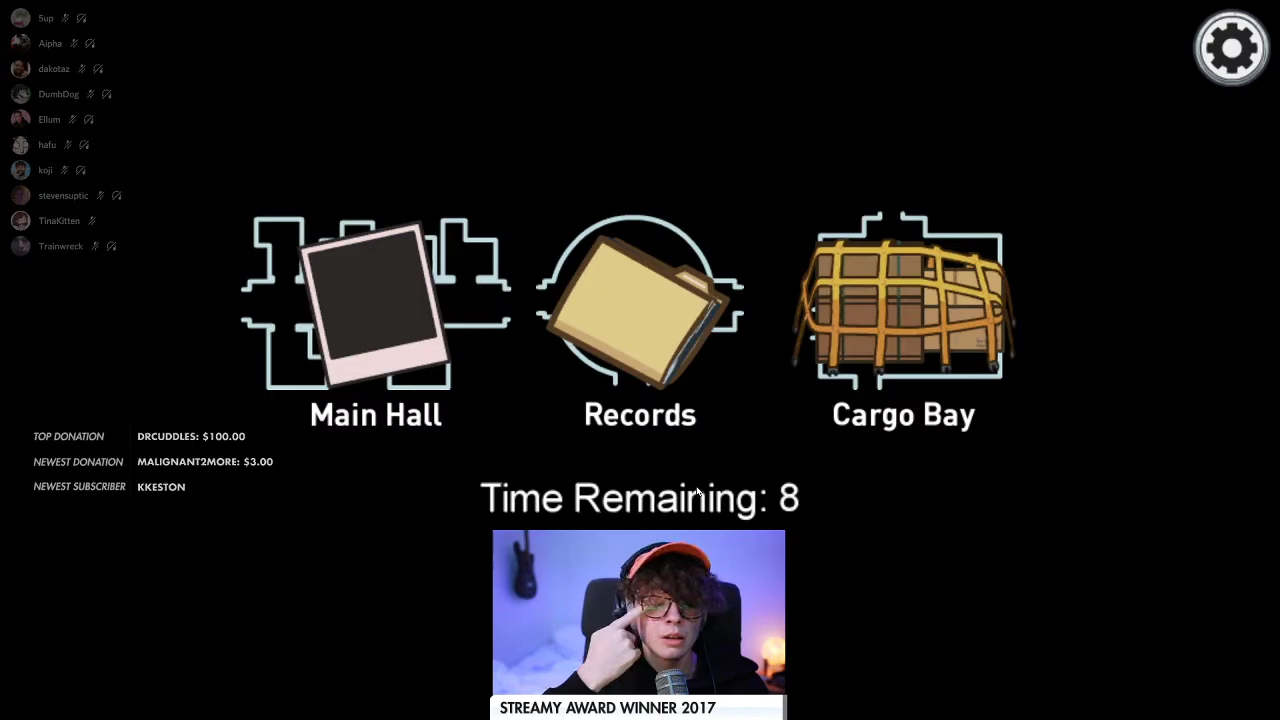 5up
Aipha
dakotaz
DumbDog
Ellum
hafu
koji
stevensuptic
TinaKitten
Trainwreck
Main Hall
Records
Cargo Bay
TOP DONATION DRCUDDLES: $100.00
NEWEST DONATION MALIGNANT2MORE: $3.00
NEWEST SUBSCRIBER KKESTON
Time Remaining: 8
STREAMY AWARD WINNER 2017